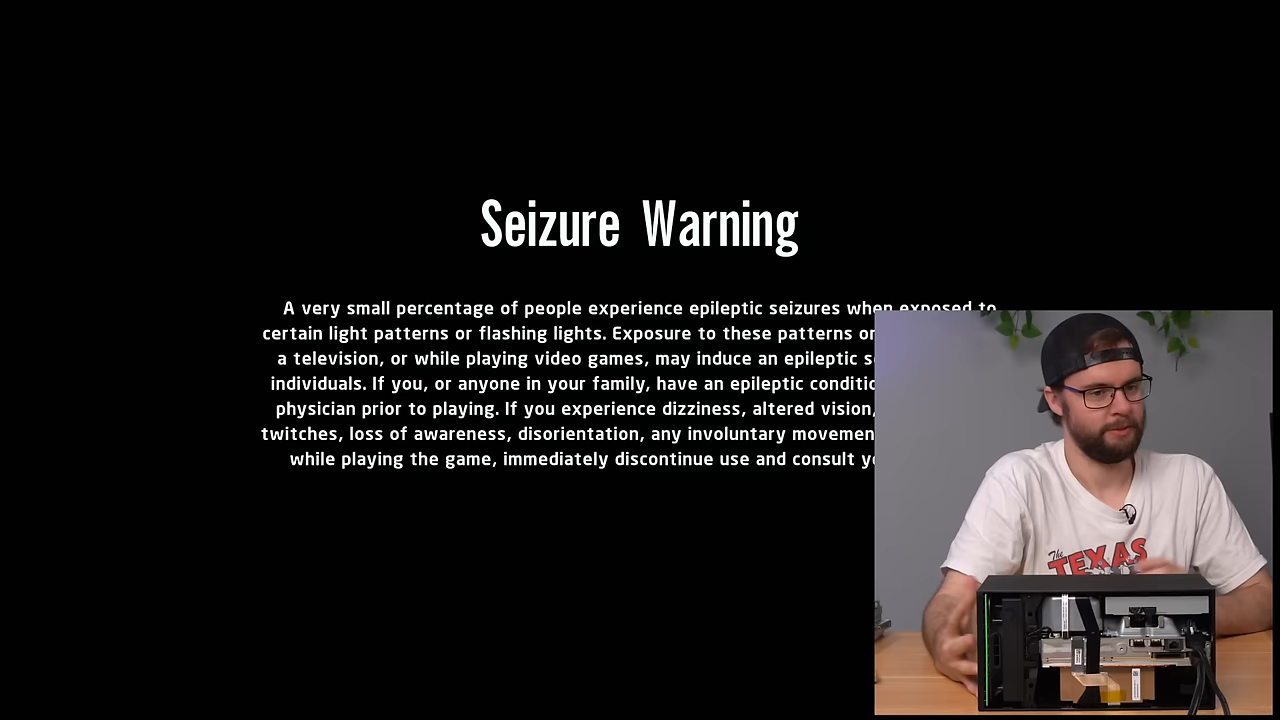 Seizure Warning
A very small percentage of people experience epileptic seizures when exposed to
certain light patterns or flashing lights. Exposure to these patterns or
a television, or while playing video games, may induce an epileptic
individuals. If you, or anyone in your family, have an epileptic
physician prior to playing. If you experience dizziness, altered vision,
twitches, loss of awareness, disorientation, any involuntary
while playing the game, immediately discontinue use and consult
The
TEXAS